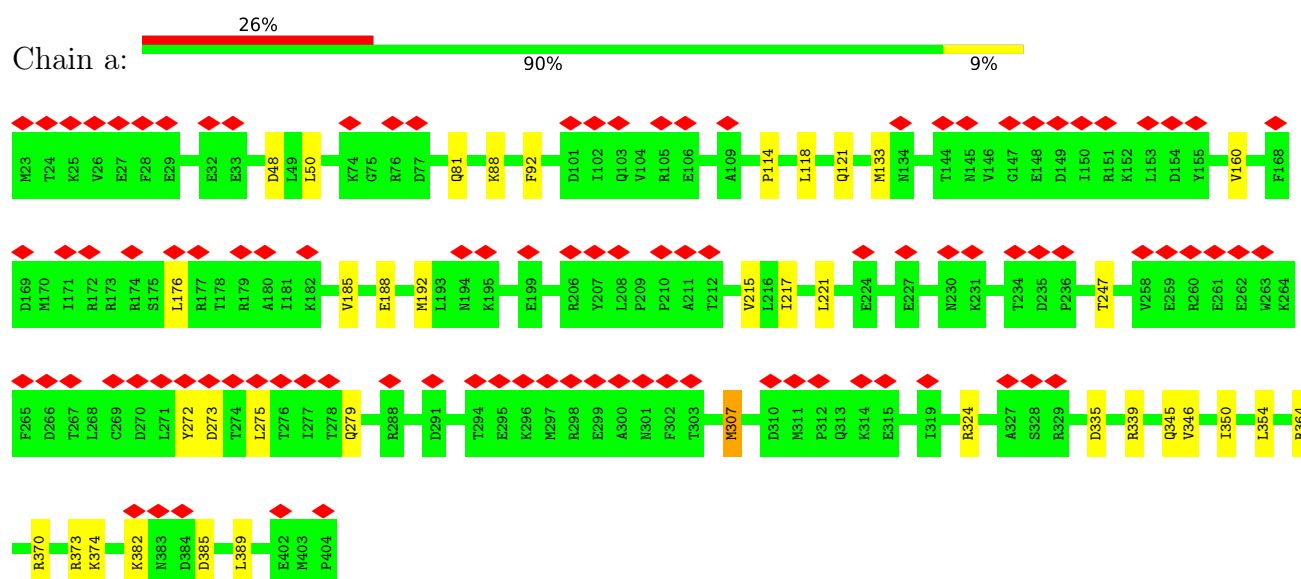 26%
Chain a:
90% 9%
M23 T24 K25 V26 E27 F28 E29 E32 E33 D48 L49 L50 K74 G75 R76 D77 Q81 K88 F92 D101 I102 Q103 V104 R105 E106 A109 P114 L118 Q121 M133 N134 T144 N145 V146 G147 E148 D149 I150 R151 K152 L153 D154 Y155 V160 F168
D169 M170 I171 R172 R173 R174 S175 L176 R177 T178 R179 A180 I181 K182 V185 E188 M192 L193 N194 K195 E199 R206 Y207 L208 P209 P210 A211 T212 V215 L216 I217 L221 E224 E227 N230 K231 T234 D235 P236 T247 V258 E259 R260 E261 E262 W263 K264
F265 D266 T267 L268 C269 D270 L271 Y272 D273 T274 L275 T276 I277 T278 Q279 R288 D291 T294 E295 K296 M297 R298 E299 A300 N301 F302 T303 M307 D310 M311 P312 Q313 K314 E315 I319 R324 A327 S328 R329 D335 R339 Q345 V346 I350 L354
R370 R373 K374 K382 N383 D384 D385 L389 E402 M403 P404